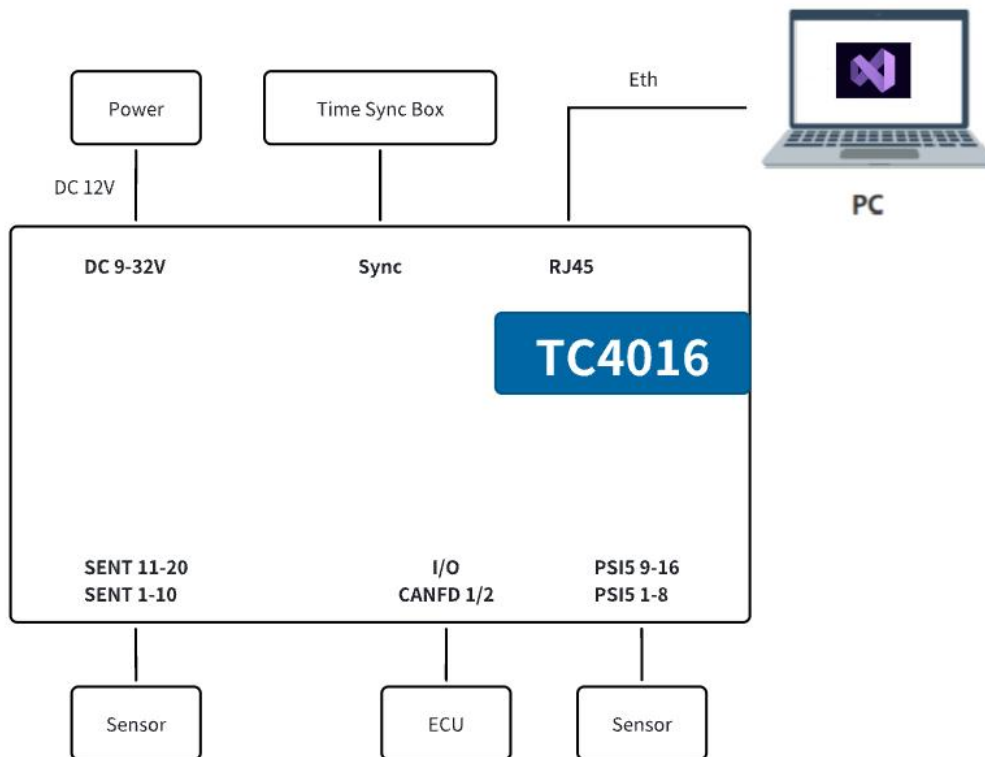 Eth
Power
Time Sync Box
PC
DC 12V
DC 9-32V
Sync
RJ45
TC4016
SENT 11-20
I/O
PSI5 9-16
SENT 1-10
CANFD 1/2
PSI5 1-8
Sensor
ECU
Sensor